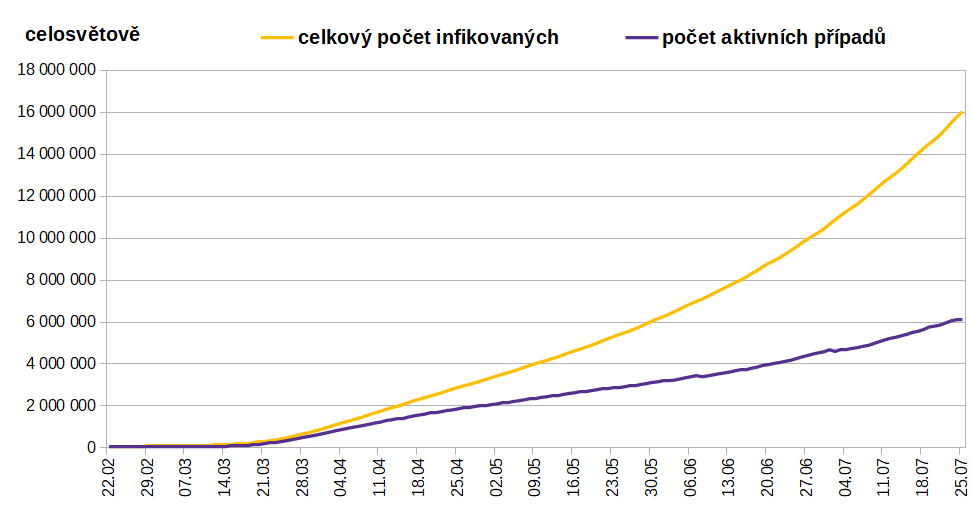 celosvětově
celkový počet infikovaných
počet aktivních případů
18 000 000
16 000 000
14 000 000
12 000 000
10 000 000
8 000 000
6 000 000
4 000 000
2 000 000
0
22.02
29.02
07.03
14.03
21.03
28.03
04.04
11.04
18.04
25.04
02.05
09.05
16.05
23.05
30.05
06.06
13.06
20.06
27.06
04.07
11.07
18.07
25.07